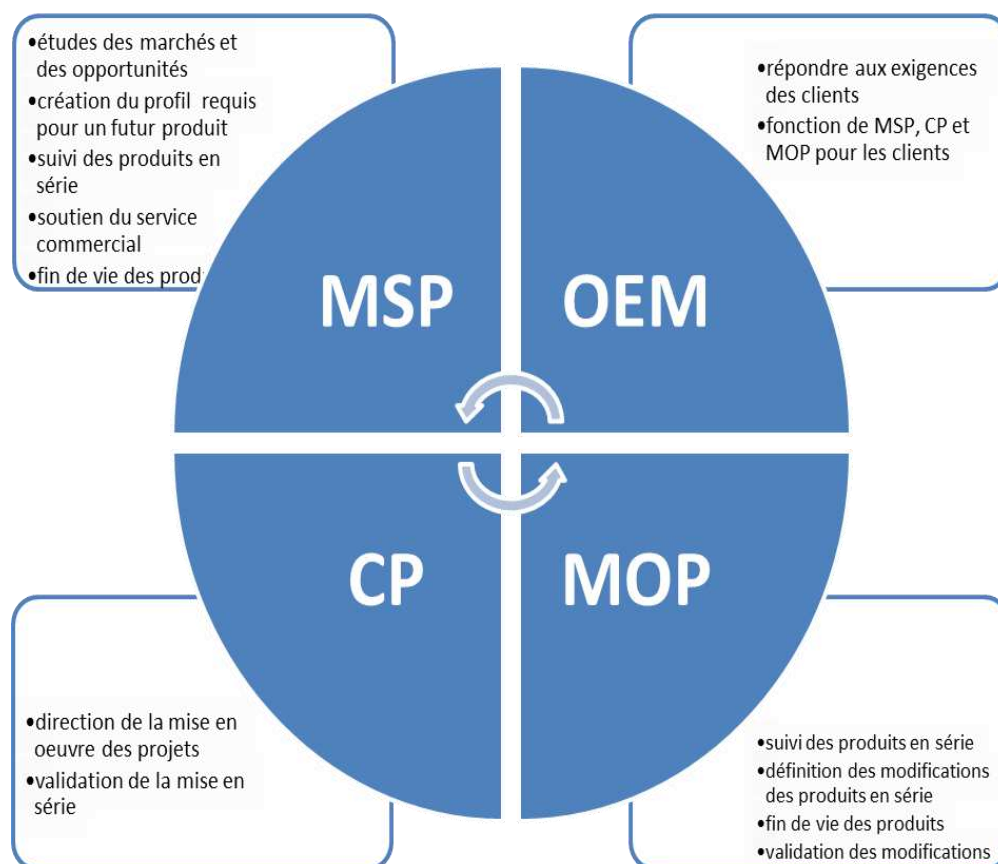 •études des marchés et
des opportunités
•création du profil requis
pour un futur produit
•suivi des produits en
série
•soutien du service
commercial
•fin de vie des
•répondre aux exigences
des clients
•fonction de MSP, CP et
MOP pour les clients
MSP
OEM
CP
MOP
•direction de la mise en
oeuvre des projets
•validation de la mise en
série
•suivi des produits en série
•définition des modifications
des produits en série
•fin de vie des produits
•validation des modifications